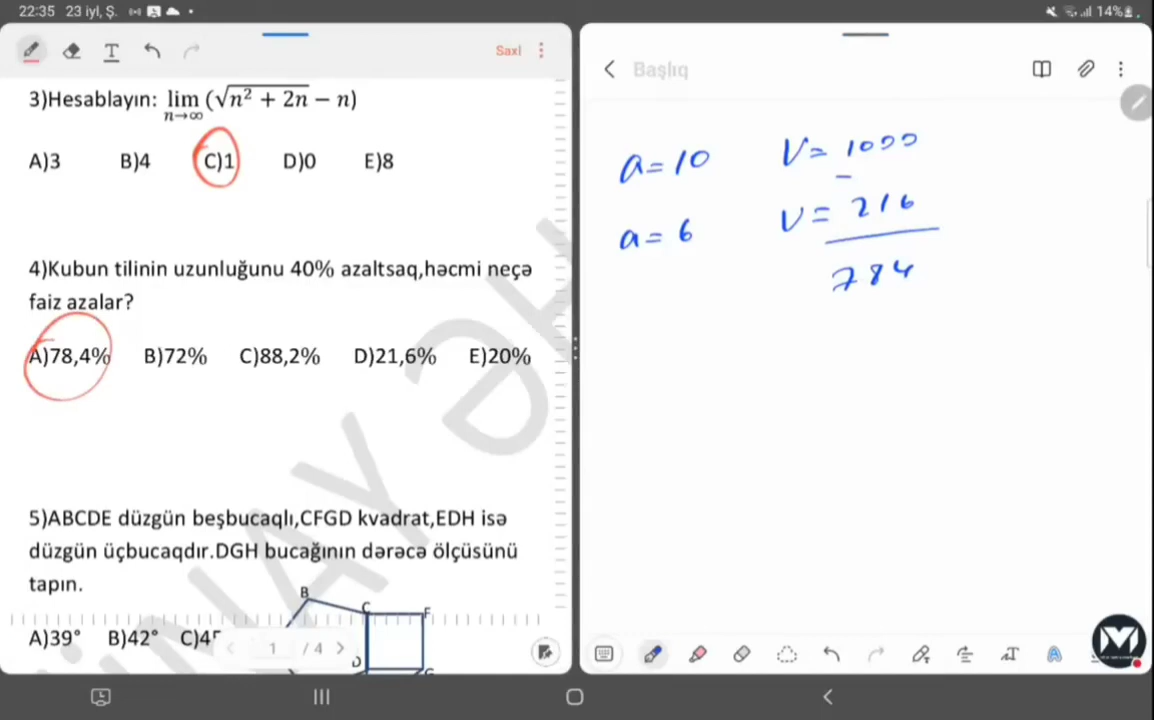 22:35 23 iyl, Ş. 14%
Saxl
3)Hesablayın: lim (√n² + 2n − n)
n→∞
A)3 B)4 C)1 D)0 E)8
4)Kubun tilinin uzunluğunu 40% azaltsaq,həcmi neçə
faiz azalar?
A)78,4% B)72% C)88,2% D)21,6% E)20%
5)ABCDE düzgün beşbucaqlı,CFGD kvadrat,EDH isə
düzgün üçbucaqdır.DGH bucağının dərəcə ölçüsünü
tapın.
B
C F
A)39° B)42°
D G
1 / 4
Başlıq
a = 10 V = 1000
−
a = 6 V = 216
784